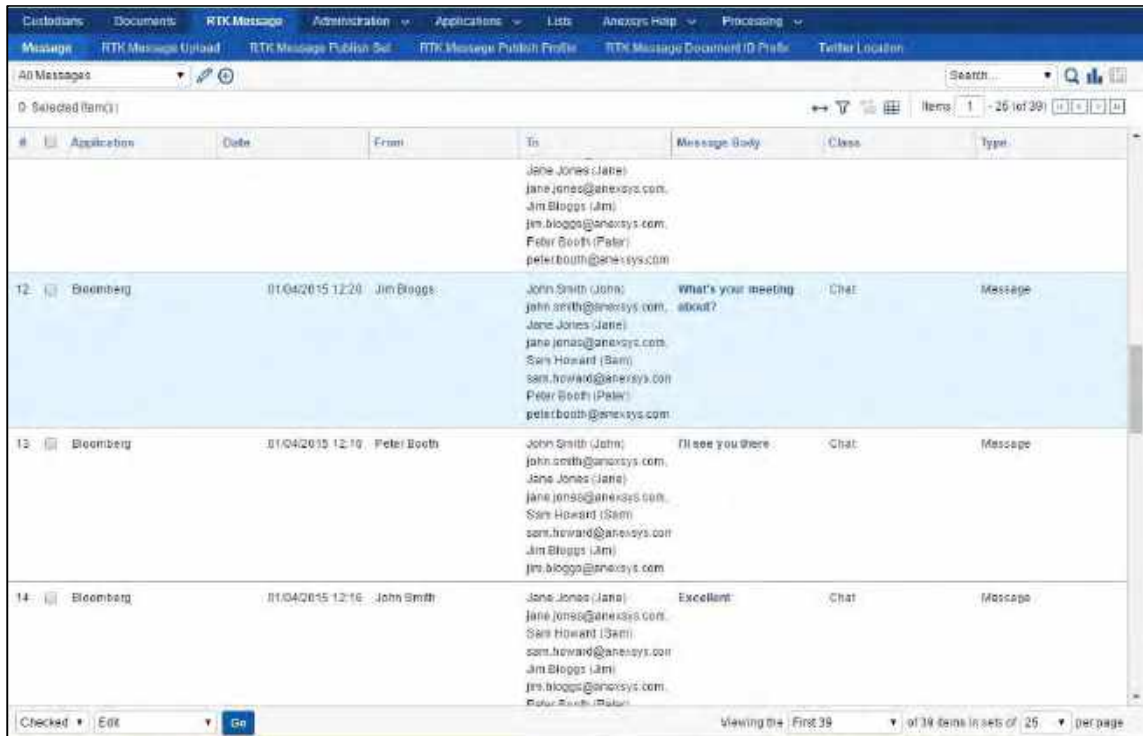 Custodians Documents RTK Message Administration Applications Lists Anexsys Help Processing
Message RTK Message Upload RTK Message Publish Set RTK Message Publish Profile RTK Message Document ID Prefix Twitter Location
All Messages Search...
0 Selected Item(s) Items 1 - 25 (of 39)
# Application Date From To Message Body Class Type
Jane Jones (Jane)
jane.jones@anexsys.com,
Jim Bloggs (Jim)
jim.bloggs@anexsys.com,
Peter Booth (Peter)
peter.booth@anexsys.com
12 Bloomberg 01/04/2015 12:20 Jim Bloggs John Smith (John) What's your meeting Chat Message
john.smith@anexsys.com, about?
Jane Jones (Jane)
jane.jones@anexsys.com,
Sam Howard (Sam)
sam.howard@anexsys.com
Peter Booth (Peter)
peter.booth@anexsys.com
13 Bloomberg Peter Booth John Smith (John) I'll see you there Chat Message
john.smith@anexsys.com,
Jane Jones (Jane)
jane.jones@anexsys.com,
Sam Howard (Sam)
sam.howard@anexsys.com
Jim Bloggs (Jim)
jim.bloggs@anexsys.com
14 Bloomberg 01/04/2015 12:16 John Smith Jane Jones (Jane) Excellent Chat Message
jane.jones@anexsys.com,
Sam Howard (Sam)
sam.howard@anexsys.com
Jim Bloggs (Jim)
jim.bloggs@anexsys.com,
Peter Booth (Peter)
Checked Edit Go Viewing the First 39 of 39 items in sets of 25 per page